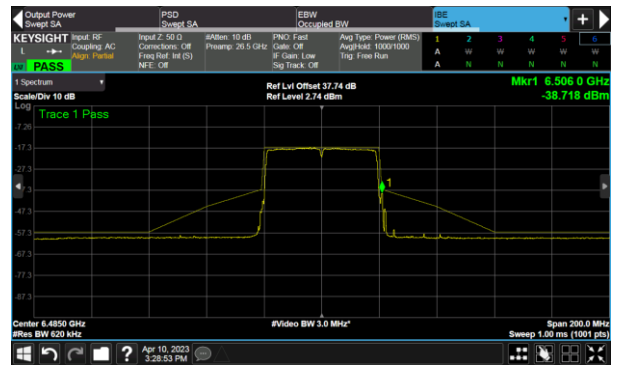 Output Power
Swept SA
PSD
Swept SA
EBW
Occupied BW
IBE
Swept SA
KEYSIGHT
L
PASS
Input: RF
Coupling: AC
Align: Partial
Input Z: 50 Ω
Corrections: Off
Freq Ref: Int (S)
NFE: Off
#Atten: 10 dB
Preamp: 26.5 GHz
PNO: Fast
Gate: Off
IF Gain: Low
Sig Track: Off
Avg Type: Power (RMS)
Avg|Hold: 1000/1000
Trig: Free Run
1 2 3 4 5 6
A W W W W W
A N N N N N
1 Spectrum
Scale/Div 10 dB
Ref Lvl Offset 37.74 dB
Ref Level 2.74 dBm
Mkr1 6.506 0 GHz
-38.718 dBm
Log
Trace 1 Pass
-7.26
-17.3
-27.3
1
-47.3
-57.3
-67.3
-77.3
-87.3
Center 6.4850 GHz
#Res BW 620 kHz
#Video BW 3.0 MHz*
Span 200.0 MHz
Sweep 1.00 ms (1001 pts)
?
Apr 10, 2023
3:28:53 PM